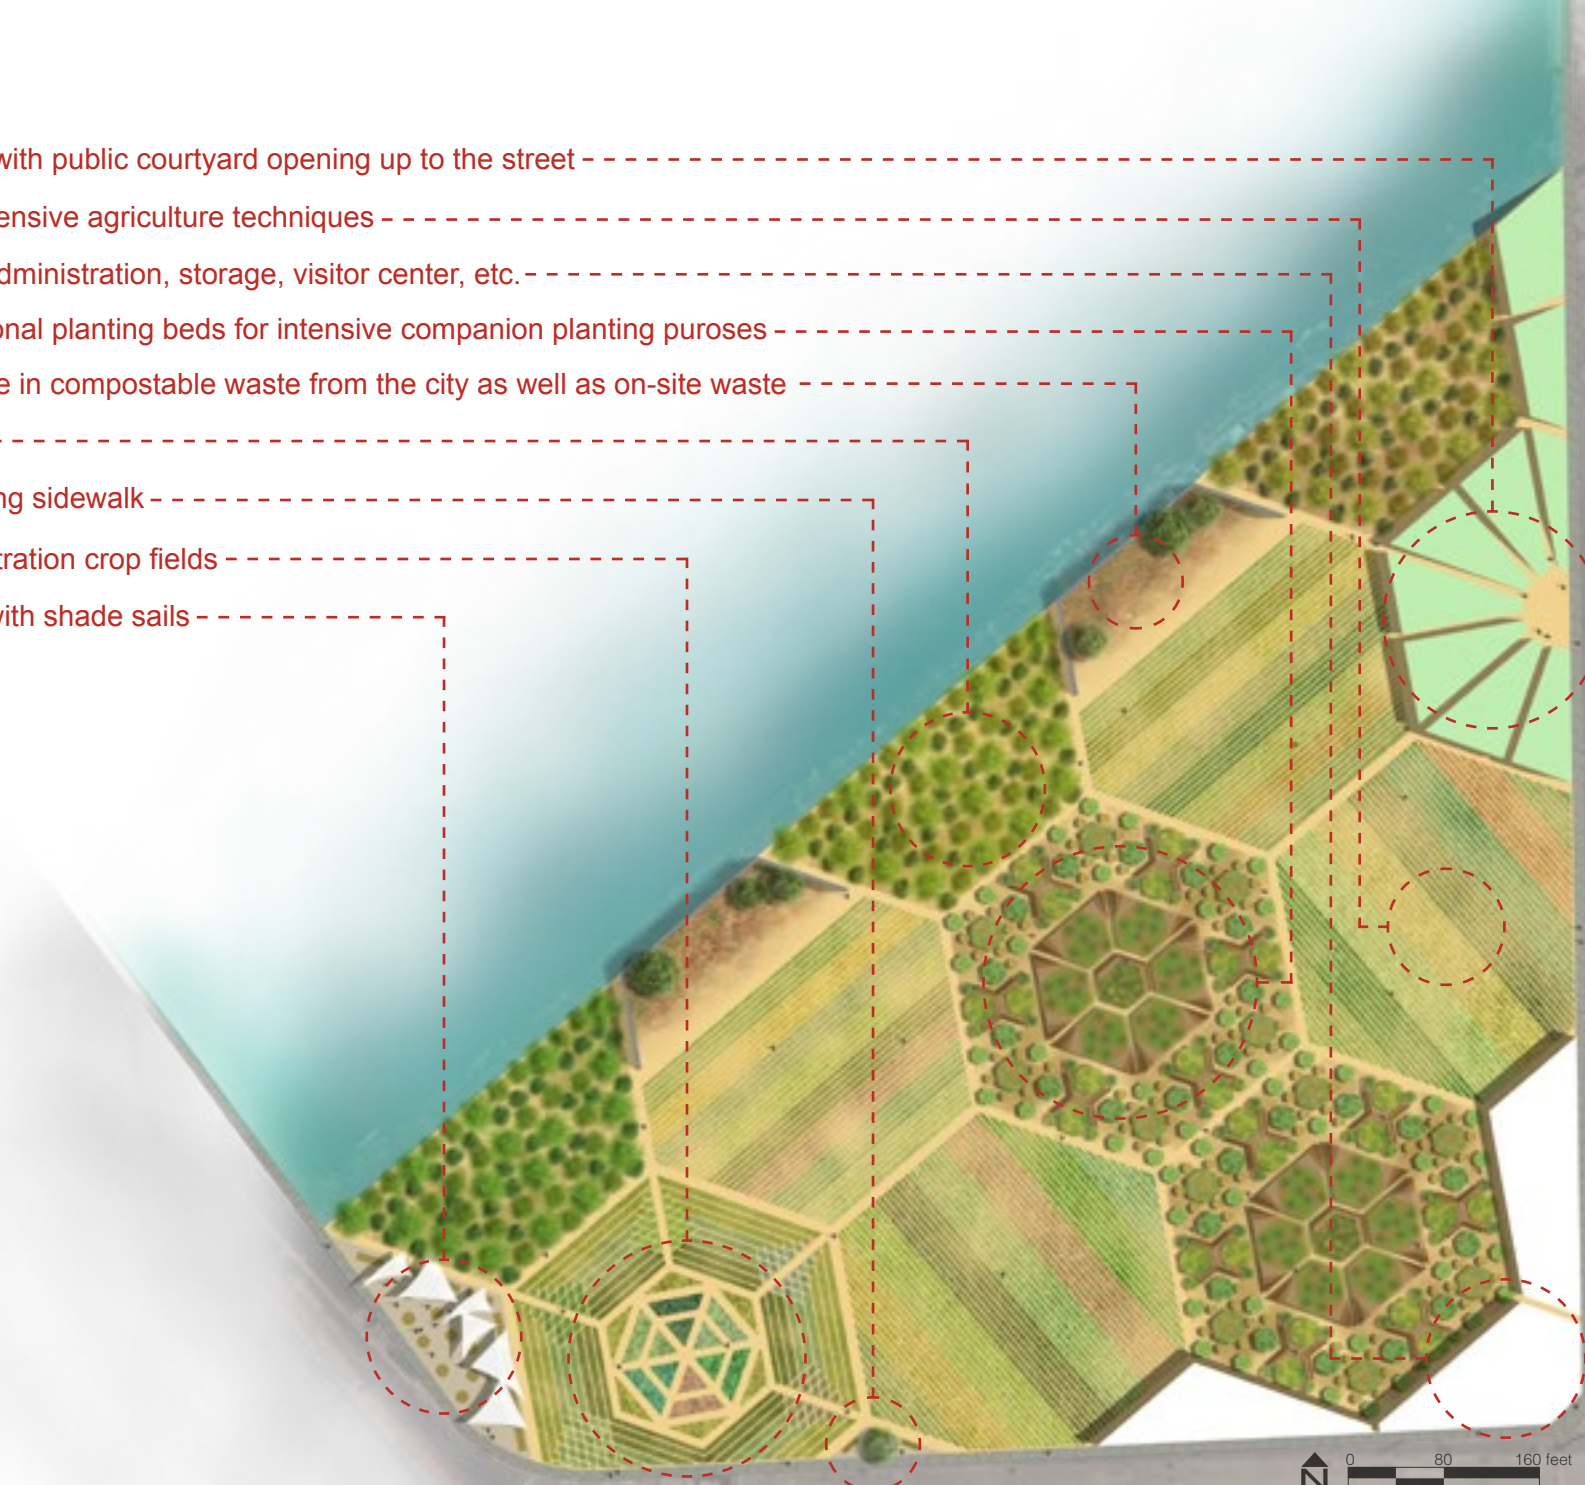 with public courtyard opening up to the street
ensive agriculture techniques
dministration, storage, visitor center, etc.
onal planting beds for intensive companion planting puroses
e in compostable waste from the city as well as on-site waste
ng sidewalk
tration crop fields
with shade sails
0 80 160 feet
N